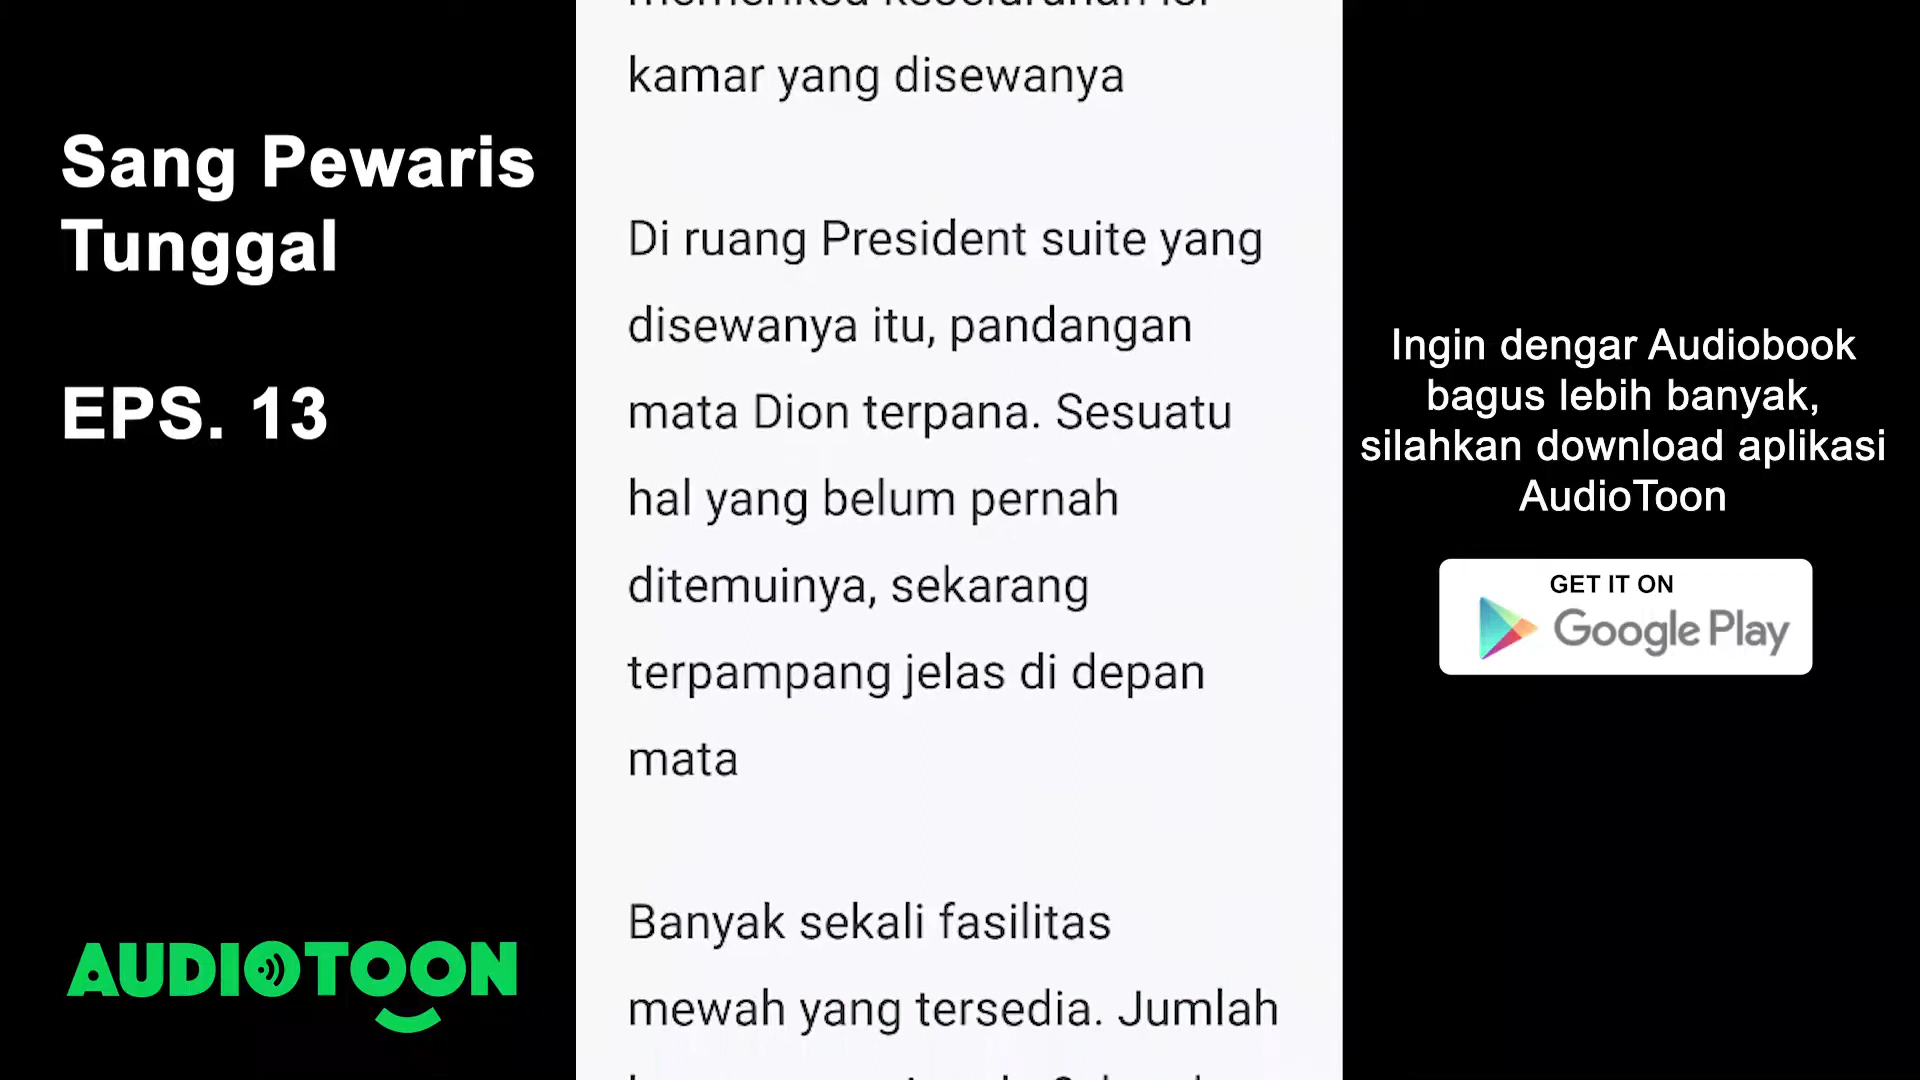 Sang Pewaris
Tunggal
EPS. 13
AUDIOTOON
kamar yang disewanya
Di ruang President suite yang
disewanya itu, pandangan
mata Dion terpana. Sesuatu
hal yang belum pernah
ditemuinya, sekarang
terpampang jelas di depan
mata
Banyak sekali fasilitas
mewah yang tersedia. Jumlah
Ingin dengar Audiobook
bagus lebih banyak,
silahkan download aplikasi
AudioToon
GET IT ON
Google Play